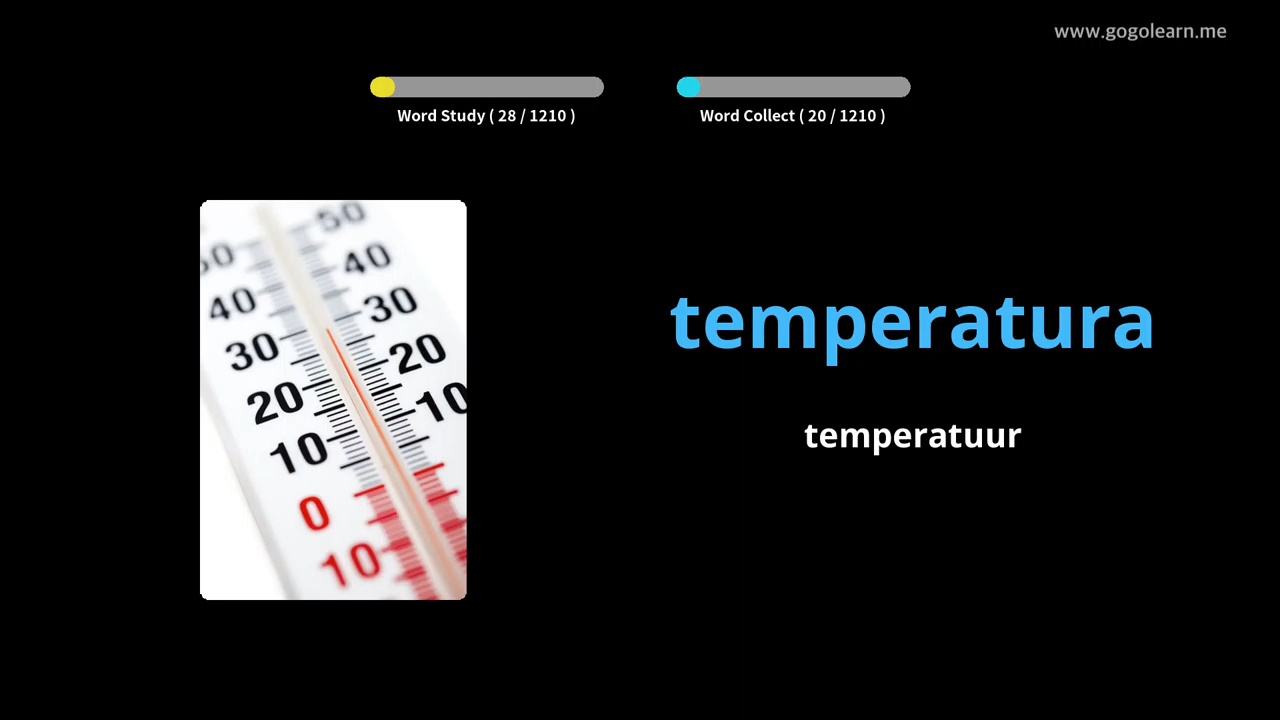 www.gogolearn.me
Word Study ( 28 / 1210 )
Word Collect ( 20 / 1210 )
50
50
40
40
30
30
20
20
10
10
0
10
temperatura
temperatuur